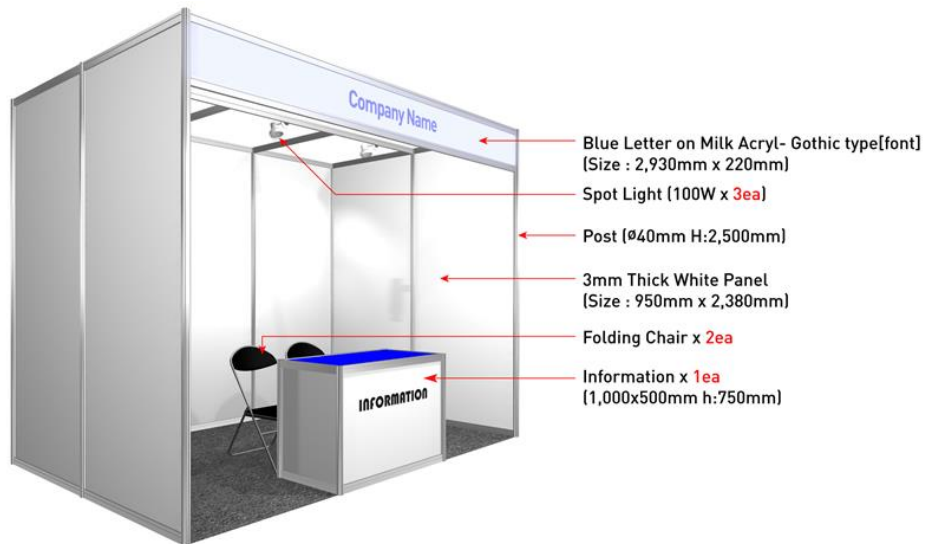 Company Name
Blue Letter on Milk Acryl- Gothic type[font]
(Size : 2,930mm x 220mm)
Spot Light (100W x 3ea)
Post (ø40mm H:2,500mm)
3mm Thick White Panel
(Size : 950mm x 2,380mm)
Folding Chair x 2ea
Information x 1ea
(1,000x500mm h:750mm)
INFORMATION